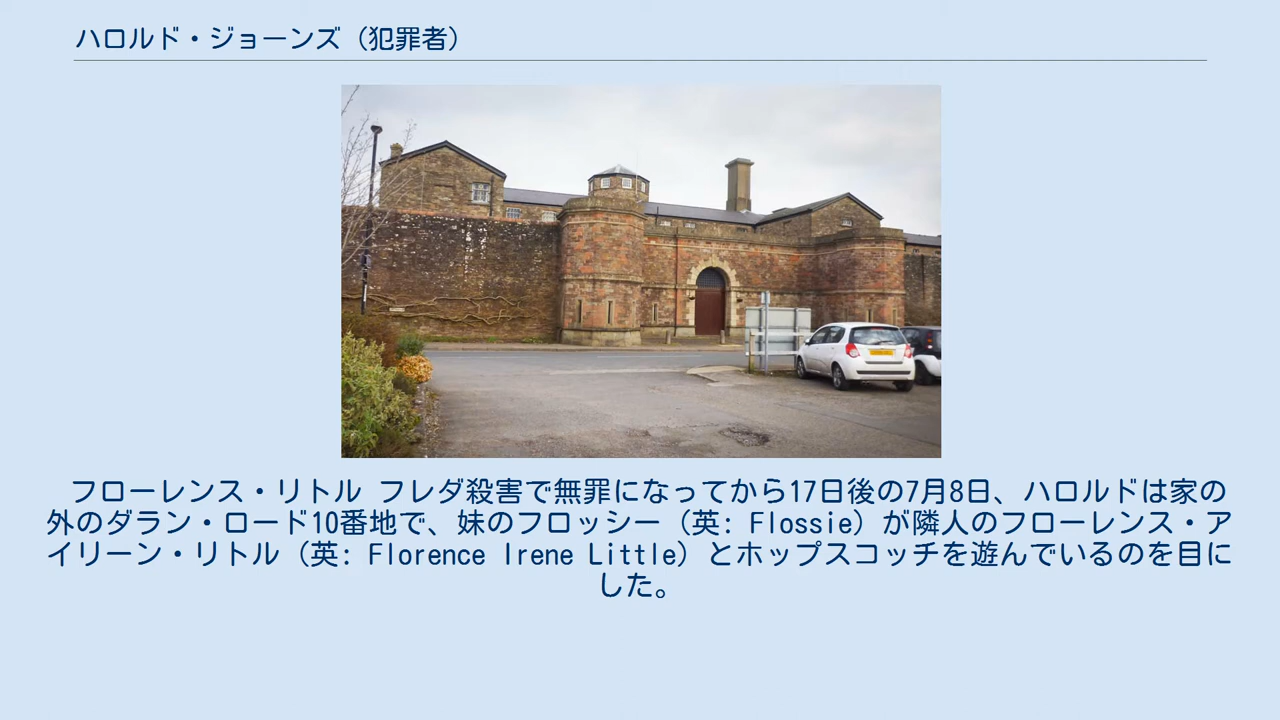 ハロルド・ジョーンズ（犯罪者）
フローレンス・リトル フレダ殺害で無罪になってから17日後の7月8日、ハロルドは家の
外のダラン・ロード10番地で、妹のフロッシー（英: Flossie）が隣人のフローレンス・ア
イリーン・リトル（英: Florence Irene Little）とホップスコッチを遊んでいるのを目に
した。